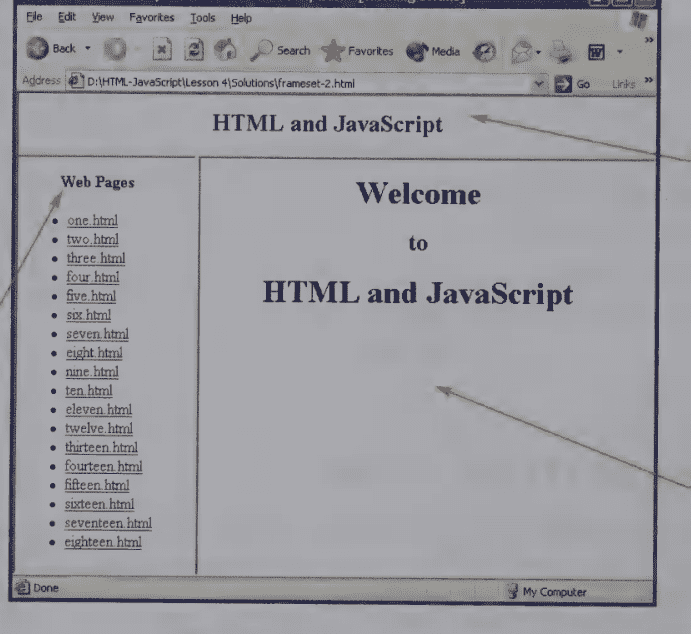 File Edit View Favorites Tools Help
Back Search Favorites Media
Address D:\HTML-JavaScript\Lesson 4\Solutions\frameset-2.html Go Links »
HTML and JavaScript
Web Pages
• one.html
• two.html
• three.html
• four.html
• five.html
• six.html
• seven.html
• eight.html
• nine.html
• ten.html
• eleven.html
• twelve.html
• thirteen.html
• fourteen.html
• fifteen.html
• sixteen.html
• seventeen.html
• eighteen.html
Welcome
to
HTML and JavaScript
Done My Computer